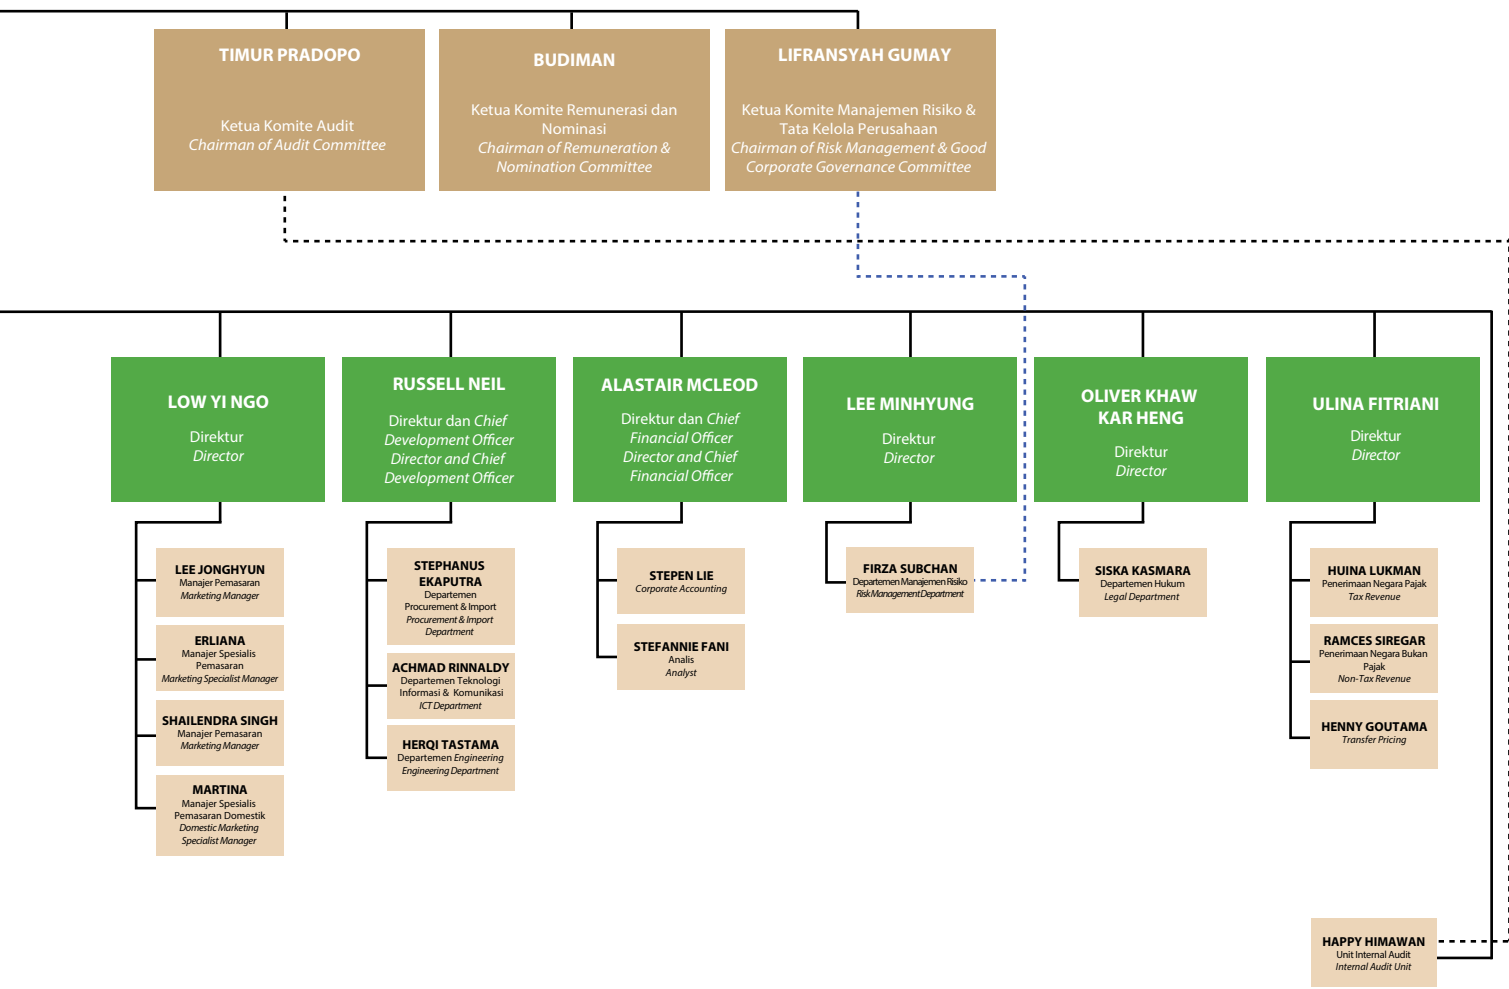 TIMUR PRADOPO
Ketua Komite Audit
Chairman of Audit Committee
BUDIMAN
Ketua Komite Remunerasi dan
Nominasi
Chairman of Remuneration &
Nomination Committee
LIFRANSYAH GUMAY
Ketua Komite Manajemen Risiko &
Tata Kelola Perusahaan
Chairman of Risk Management & Good
Corporate Governance Committee
LOW YI NGO
Direktur
Director
RUSSELL NEIL
Direktur dan Chief
Development Officer
Director and Chief
Development Officer
ALASTAIR MCLEOD
Direktur dan Chief
Financial Officer
Director and Chief
Financial Officer
LEE MINHYUNG
Direktur
Director
OLIVER KHAW
KAR HENG
Direktur
Director
ULINA FITRIANI
Direktur
Director
LEE JONGHYUN
Manajer Pemasaran
Marketing Manager
ERLIANA
Manajer Spesialis
Pemasaran
Marketing Specialist Manager
SHAILENDRA SINGH
Manajer Pemasaran
Marketing Manager
MARTINA
Manajer Spesialis
Pemasaran Domestik
Domestic Marketing
Specialist Manager
STEPHANUS
EKAPUTRA
Departemen
Procurement & Import
Procurement & Import
Department
ACHMAD RINNALDY
Departemen Teknologi
Informasi & Komunikasi
ICT Department
HERQI TASTAMA
Departemen Engineering
Engineering Department
STEPEN LIE
Corporate Accounting
STEFANNIE FANI
Analis
Analyst
FIRZA SUBCHAN
Departemen Manajemen Risiko
Risk Management Department
SISKA KASMARA
Departemen Hukum
Legal Department
HUINA LUKMAN
Penerimaan Negara Pajak
Tax Revenue
RAMCES SIREGAR
Penerimaan Negara Bukan
Pajak
Non-Tax Revenue
HENNY GOUTAMA
Transfer Pricing
HAPPY HIMAWAN
Unit Internal Audit
Internal Audit Unit